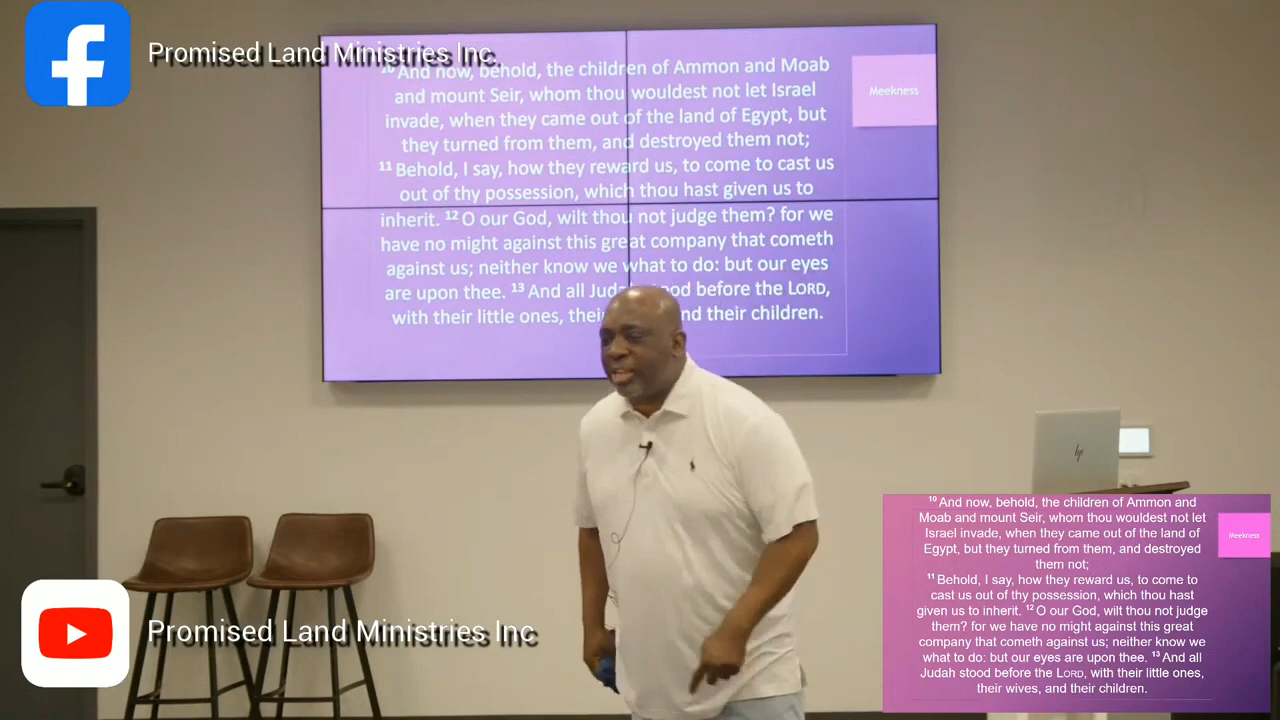 Promised Land Ministries Inc.
10 And now, behold, the children of Ammon and Moab
and mount Seir, whom thou wouldest not let Israel
invade, when they came out of the land of Egypt, but
they turned from them, and destroyed them not;
11 Behold, I say, how they reward us, to come to cast us
out of thy possession, which thou hast given us to
inherit. 12 O our God, wilt thou not judge them? for we
have no might against this great company that cometh
against us; neither know we what to do: but our eyes
are upon thee. 13 And all stood before the LORD,
with their little ones, and their children.
Meekness
hp
10 And now, behold, the children of Ammon and
Moab and mount Seir, whom thou wouldest not let
Israel invade, when they came out of the land of
Egypt, but they turned from them, and destroyed
them not;
11 Behold, I say, how they reward us, to come to
cast us out of thy possession, which thou hast
given us to inherit. 12 O our God, wilt thou not judge
them? for we have no might against this great
company that cometh against us; neither know we
what to do: but our eyes are upon thee. 13 And all
Judah stood before the LORD, with their little ones,
their wives, and their children.
Meekness
Promised Land Ministries Inc